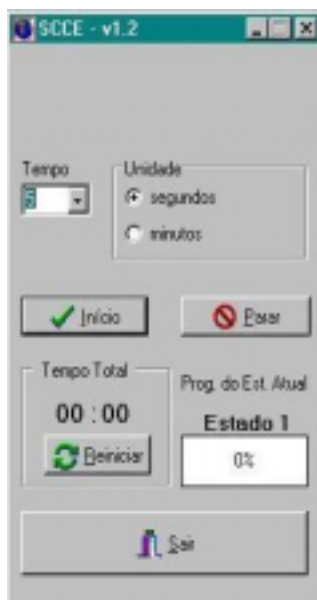 SCCE - v1.2
Tempo
Unidade
5
segundos
minutos
Início
Parar
Tempo Total
Prog. do Est. Atual
00 : 00
Estado 1
Reiniciar
0%
Sair